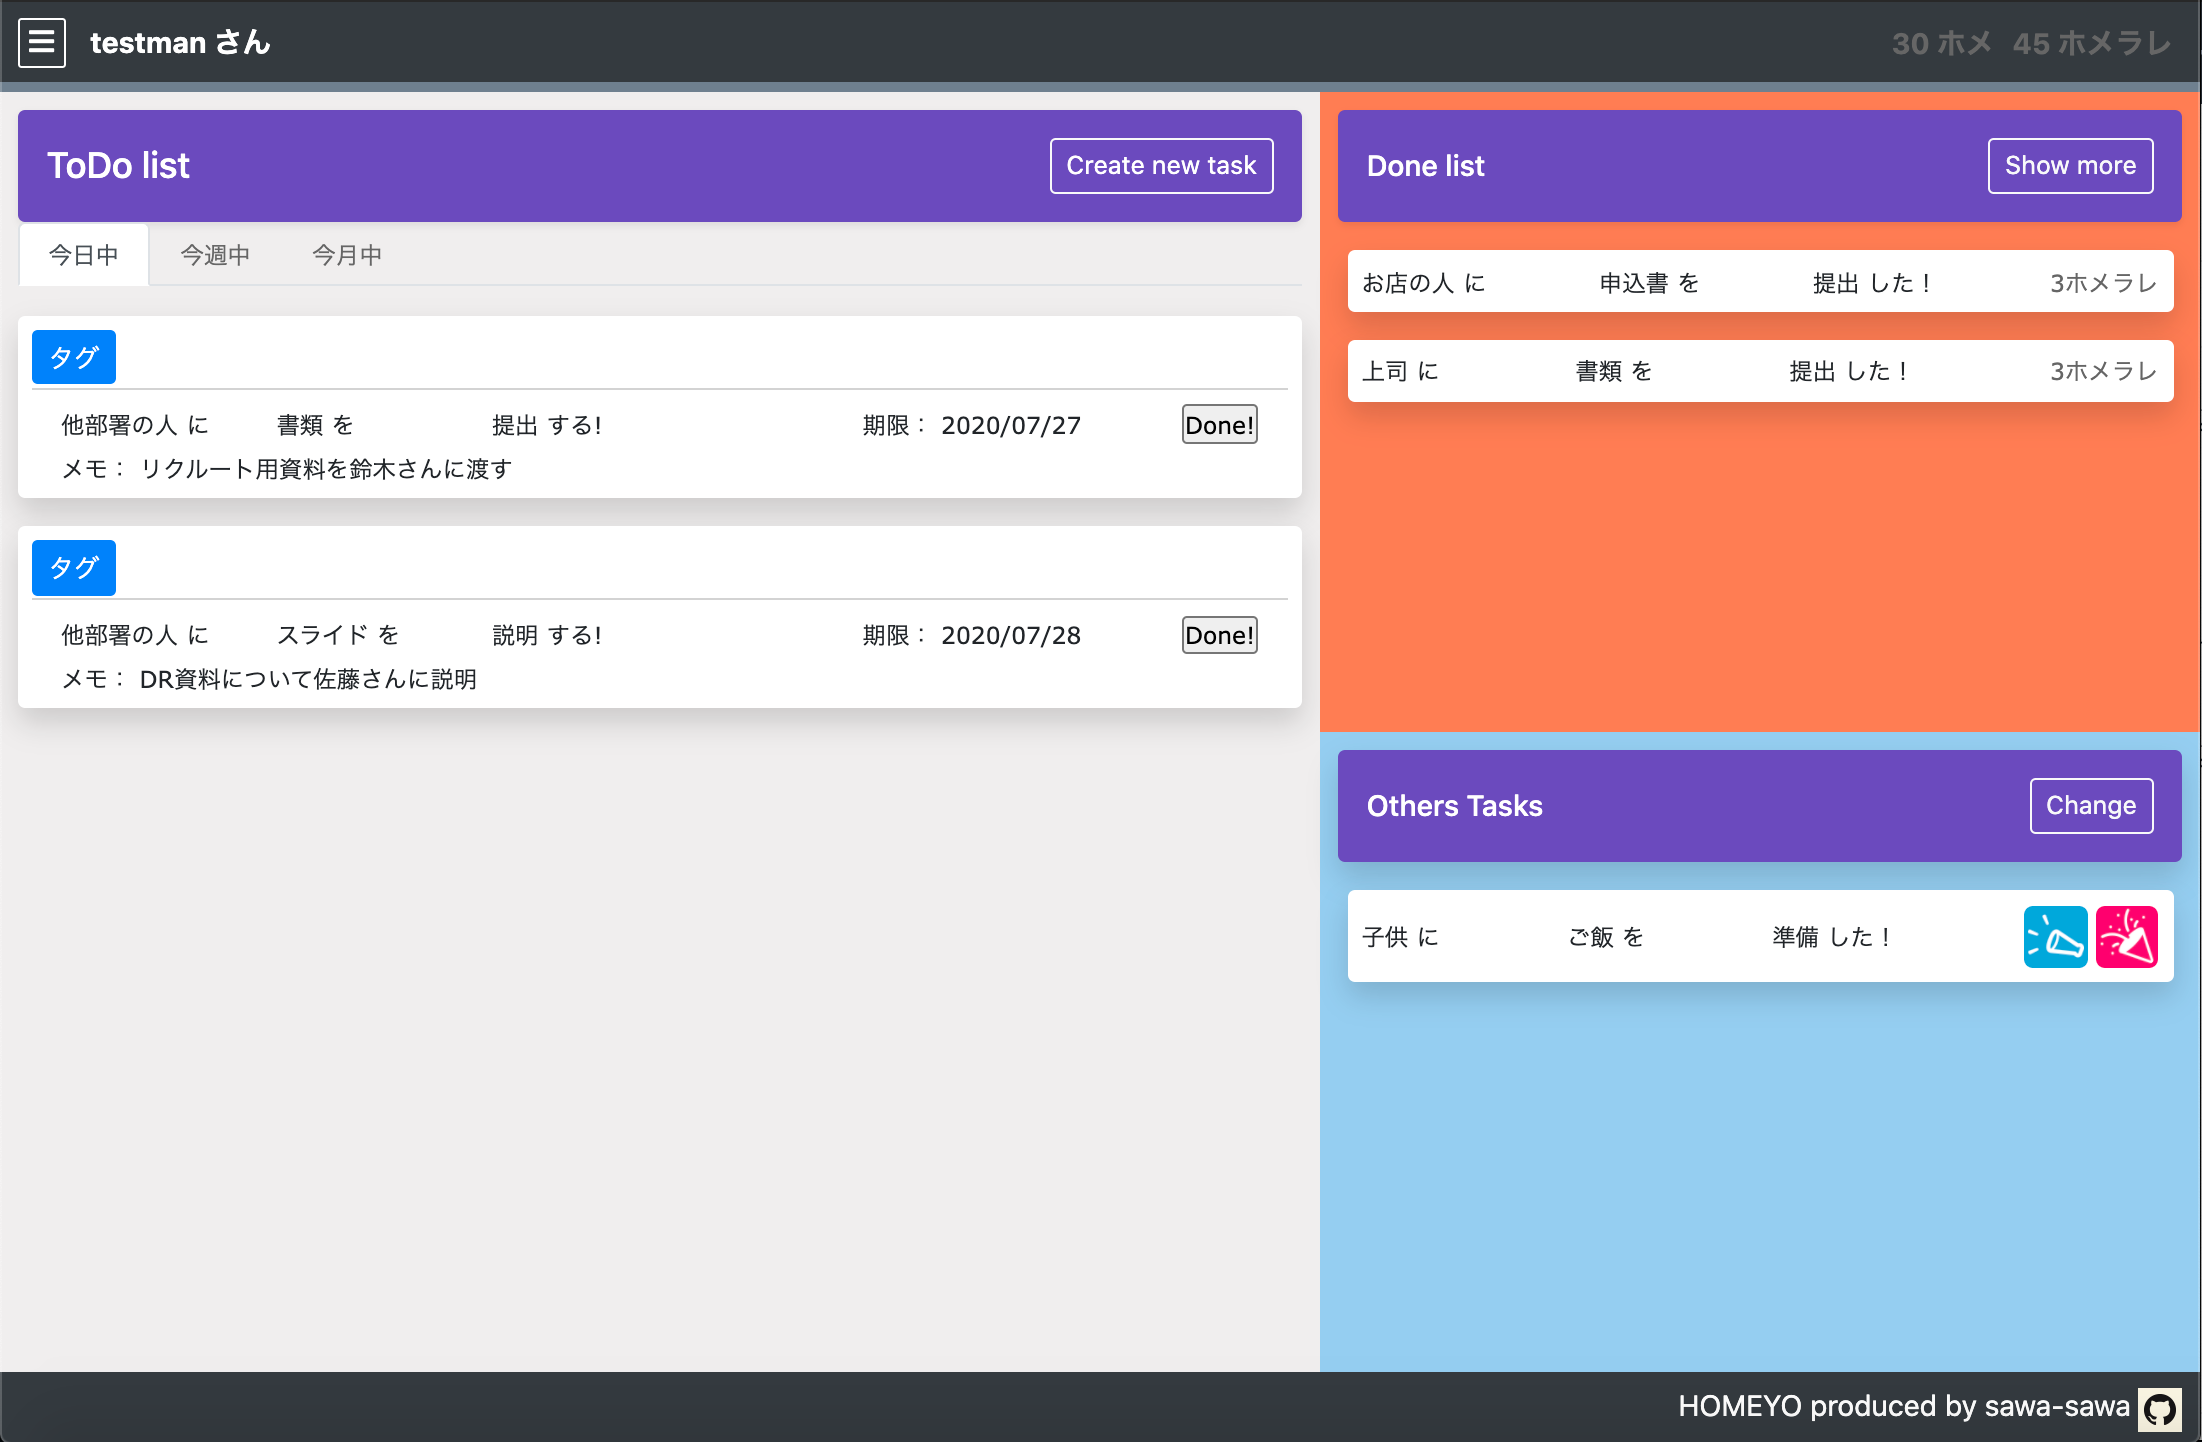 testman さん
30 ホメ 45 ホメラレ
ToDo list
Create new task
今日中 今週中 今月中
タグ
他部署の人 に 書類 を 提出 する! 期限： 2020/07/27 Done!
メモ： リクルート用資料を鈴木さんに渡す
タグ
他部署の人 に スライド を 説明 する! 期限： 2020/07/28 Done!
メモ： DR資料について佐藤さんに説明
Done list
Show more
お店の人 に 申込書 を 提出 した！ 3ホメラレ
上司 に 書類 を 提出 した！ 3ホメラレ
Others Tasks
Change
子供 に ご飯 を 準備 した！
HOMEYO produced by sawa-sawa